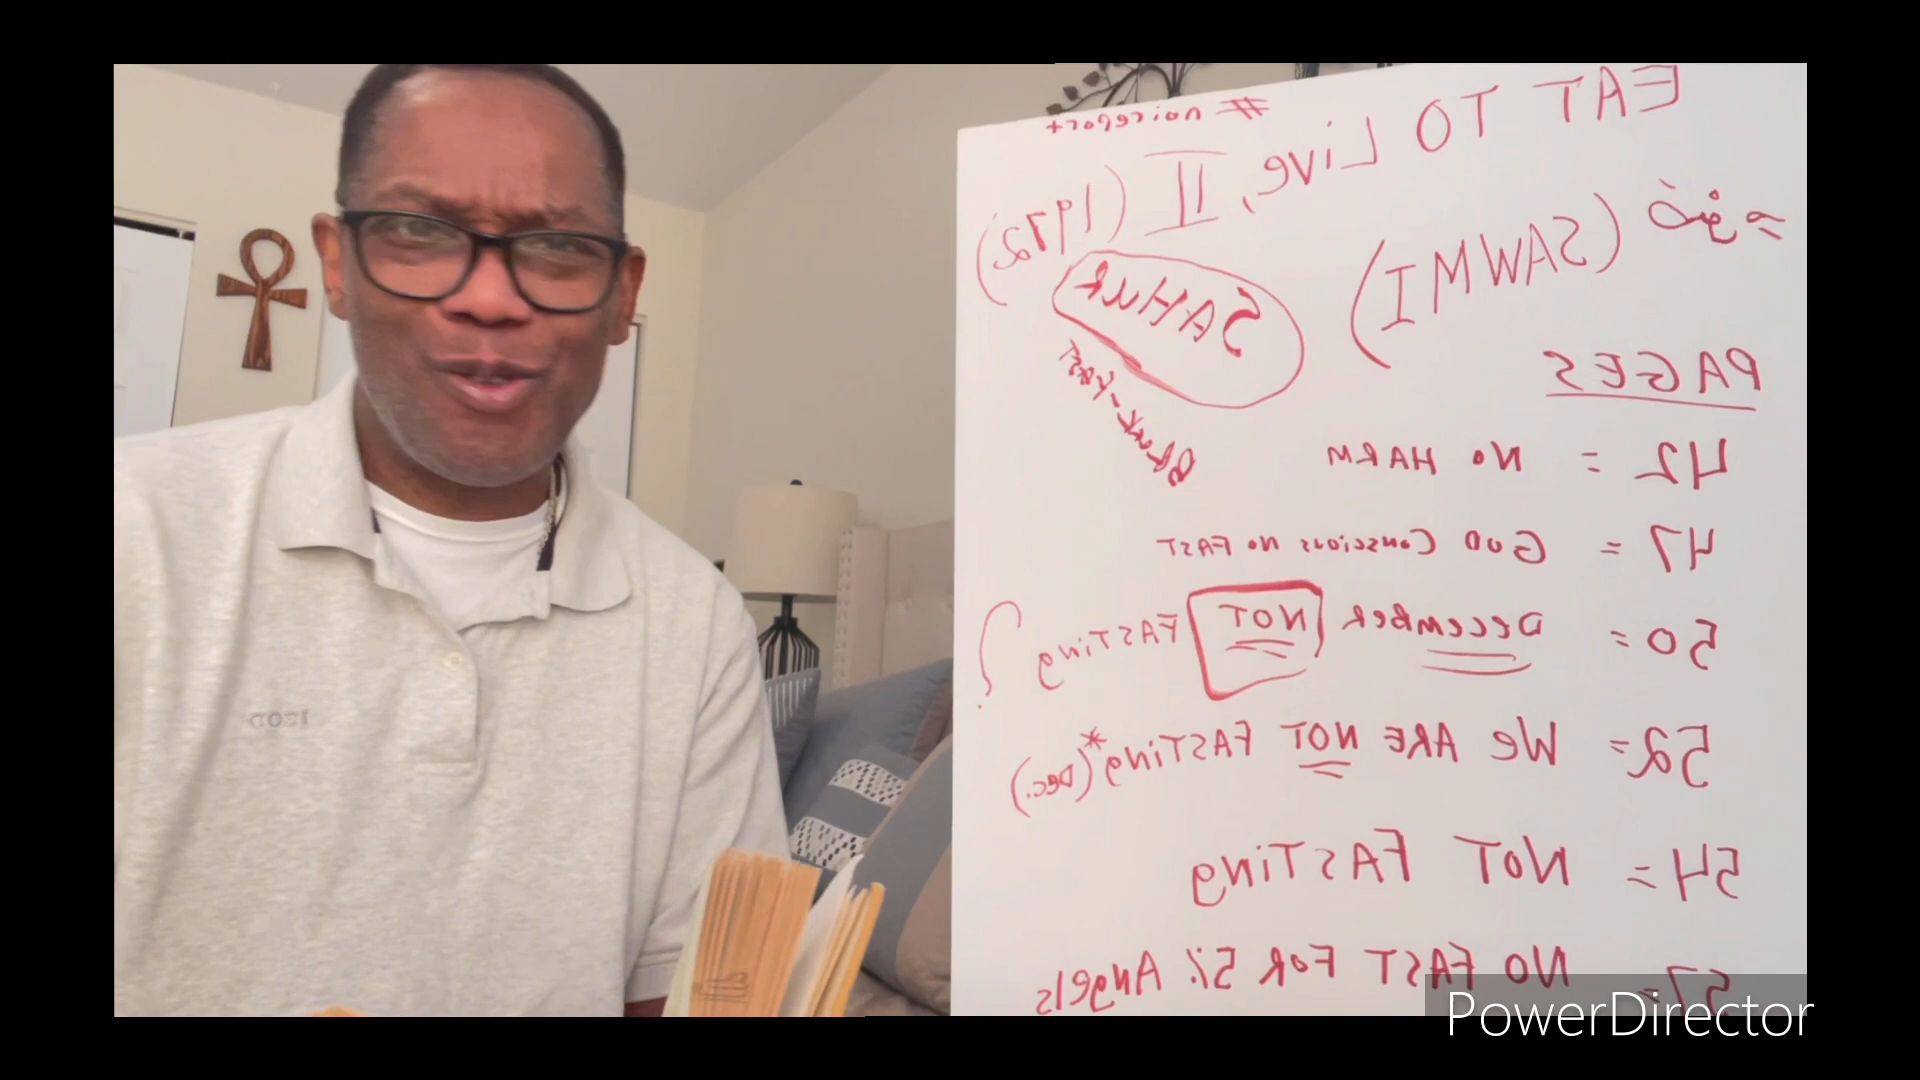 EAT TO Live, II (1972)
# noireport
(SAWMI)
SAHUR
Break-fast
PAGES
42 = No HARM
47 = GOD Conscious No FAST
50 = DECEMBER NOT FASTing ?
52 = We ARE NOT FASTing* (DEC.)
54 = NOT FASTing
57 = NO FAST FOR 5% Angels
IZOD
PowerDirector